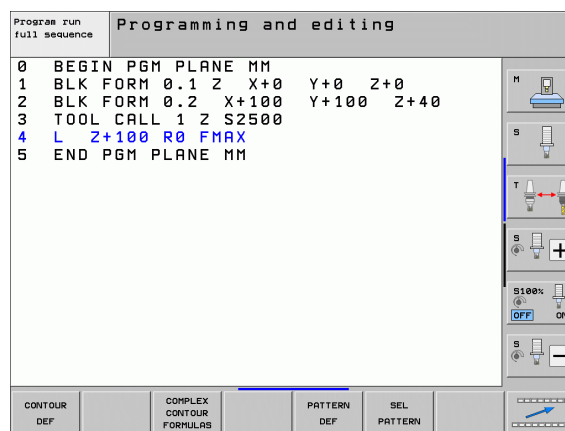 Program run
full sequence
Programming and editing
0 BEGIN PGM PLANE MM
1 BLK FORM 0.1 Z X+0 Y+0 Z+0
2 BLK FORM 0.2 X+100 Y+100 Z+40
3 TOOL CALL 1 Z S2500
4 L Z+100 R0 FMAX
5 END PGM PLANE MM
M
S
T
S
+
S100%
OFF ON
S
-
CONTOUR
DEF
COMPLEX
CONTOUR
FORMULAS
PATTERN
DEF
SEL
PATTERN